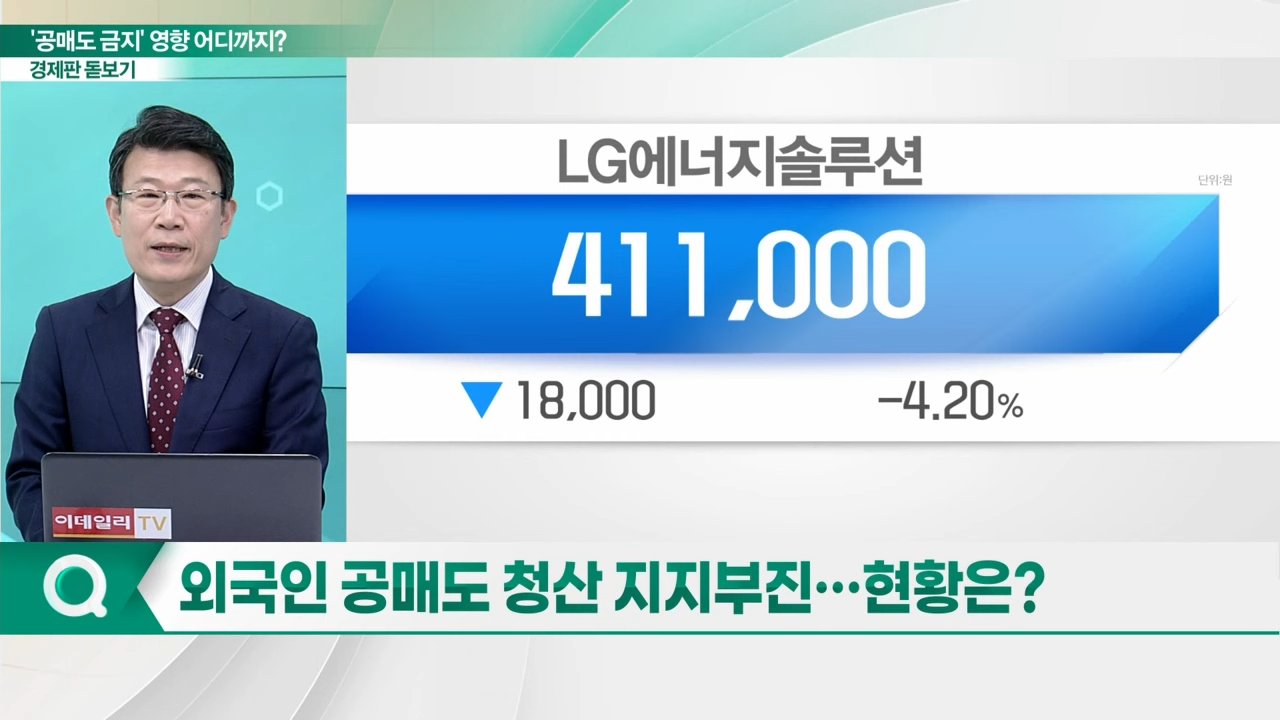 '공매도 금지' 영향 어디까지?
경제판 돋보기
LG에너지솔루션
단위:원
411,000
▼18,000 -4.20%
이데일리 TV
외국인 공매도 청산 지지부진…현황은?